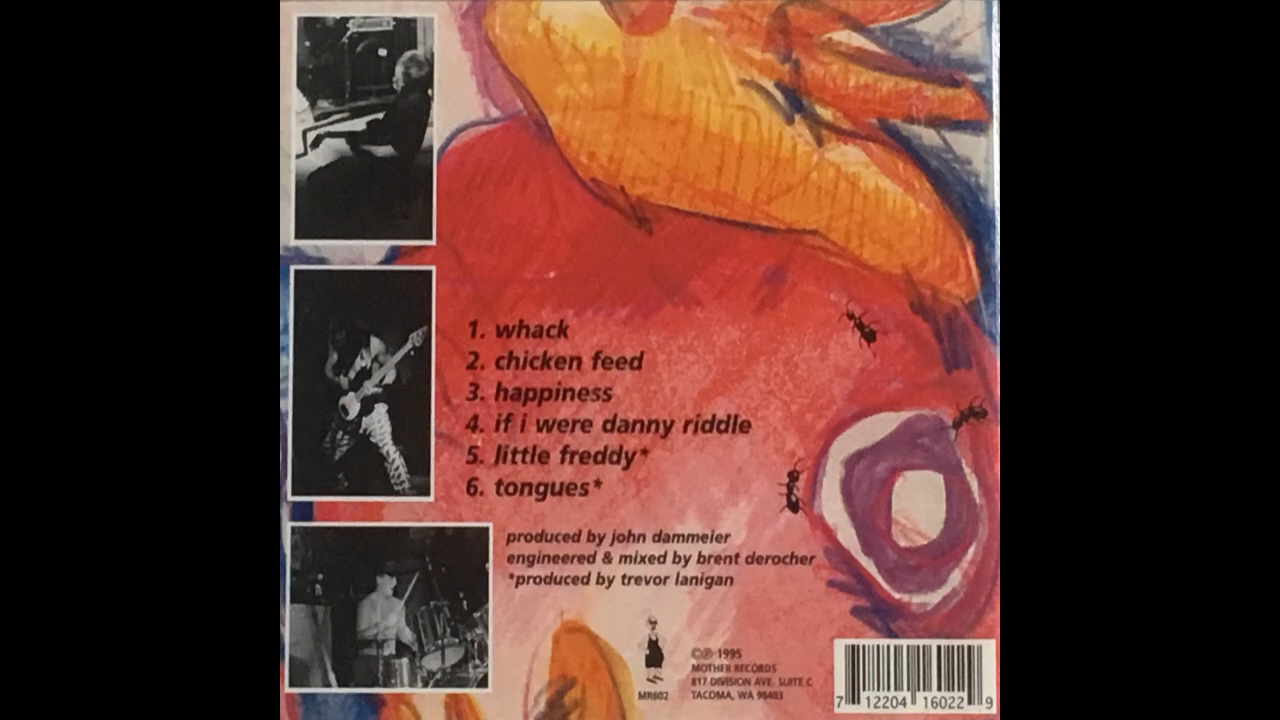 1. whack
2. chicken feed
3. happiness
4. if i were danny riddle
5. little freddy*
6. tongues*
produced by john dammeier
engineered & mixed by brent derocher
*produced by trevor lanigan
©℗ 1995
MOTHER RECORDS
817 DIVISION AVE. SUITE C
TACOMA, WA 98403
MR602
7 12204 16022 9